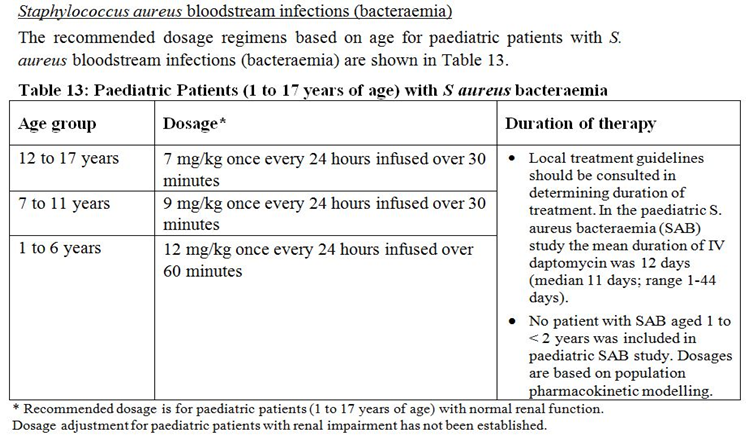 Staphylococcus aureus bloodstream infections (bacteraemia)
The recommended dosage regimens based on age for paediatric patients with S.
aureus bloodstream infections (bacteraemia) are shown in Table 13.
Table 13: Paediatric Patients (1 to 17 years of age) with S aureus bacteraemia
Age group
Dosage*
Duration of therapy
12 to 17 years
7 mg/kg once every 24 hours infused over 30
minutes
7 to 11 years
9 mg/kg once every 24 hours infused over 30
minutes
1 to 6 years
12 mg/kg once every 24 hours infused over
60 minutes
• Local treatment guidelines
should be consulted in
determining duration of
treatment. In the paediatric S.
aureus bacteraemia (SAB)
study the mean duration of IV
daptomycin was 12 days
(median 11 days; range 1-44
days).
• No patient with SAB aged 1 to
< 2 years was included in
paediatric SAB study. Dosages
are based on population
pharmacokinetic modelling.
* Recommended dosage is for paediatric patients (1 to 17 years of age) with normal renal function.
Dosage adjustment for paediatric patients with renal impairment has not been established.